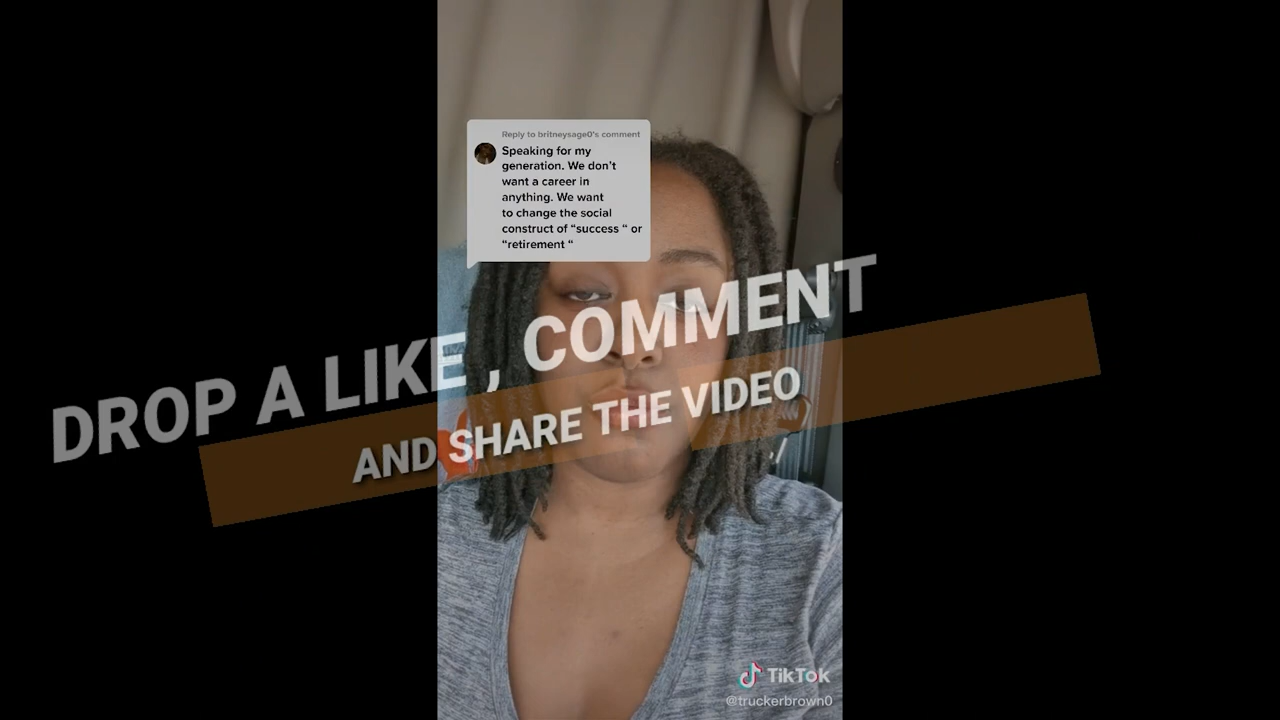 Reply to britneysage0's comment
Speaking for my
generation. We don't
want a career in
anything. We want
to change the social
construct of “success “ or
“retirement “
DROP A LIKE , COMMENT
AND SHARE THE VIDEO
TikTok
@truckerbrown0